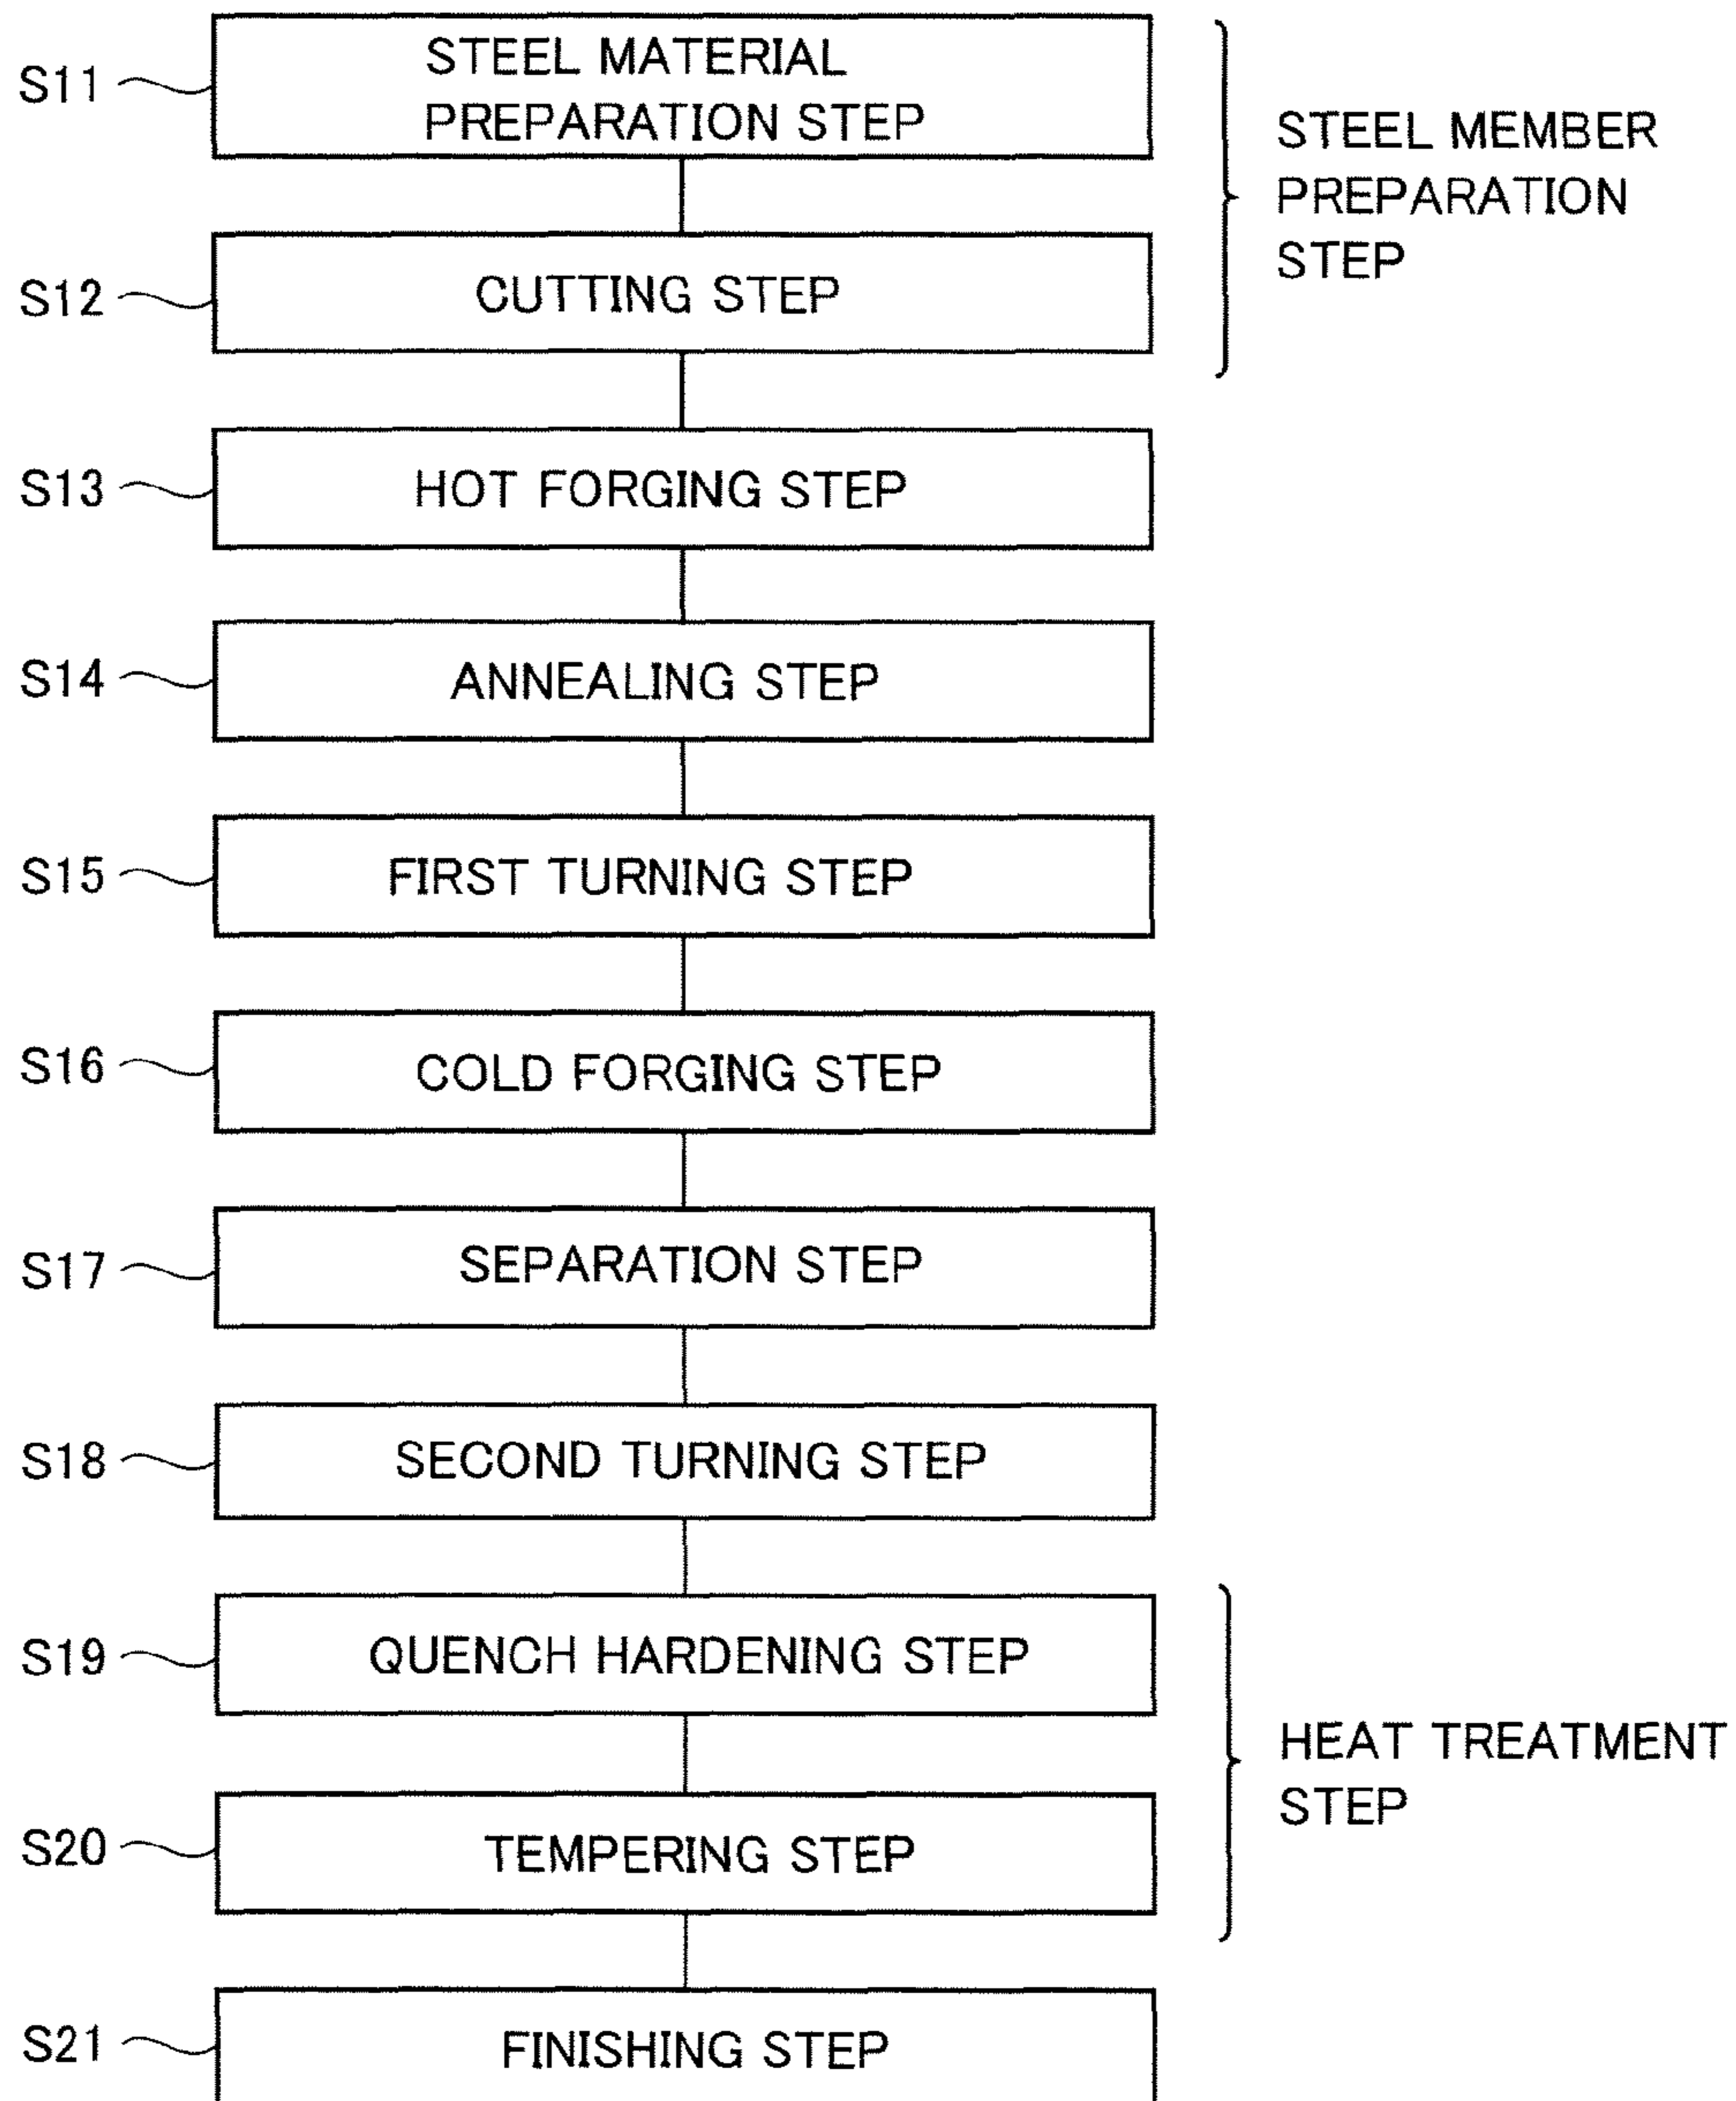 S11
STEEL MATERIAL
PREPARATION STEP
STEEL MEMBER
PREPARATION
STEP
S12
CUTTING STEP
S13
HOT FORGING STEP
S14
ANNEALING STEP
S15
FIRST TURNING STEP
S16
COLD FORGING STEP
S17
SEPARATION STEP
S18
SECOND TURNING STEP
S19
QUENCH HARDENING STEP
HEAT TREATMENT
STEP
S20
TEMPERING STEP
S21
FINISHING STEP